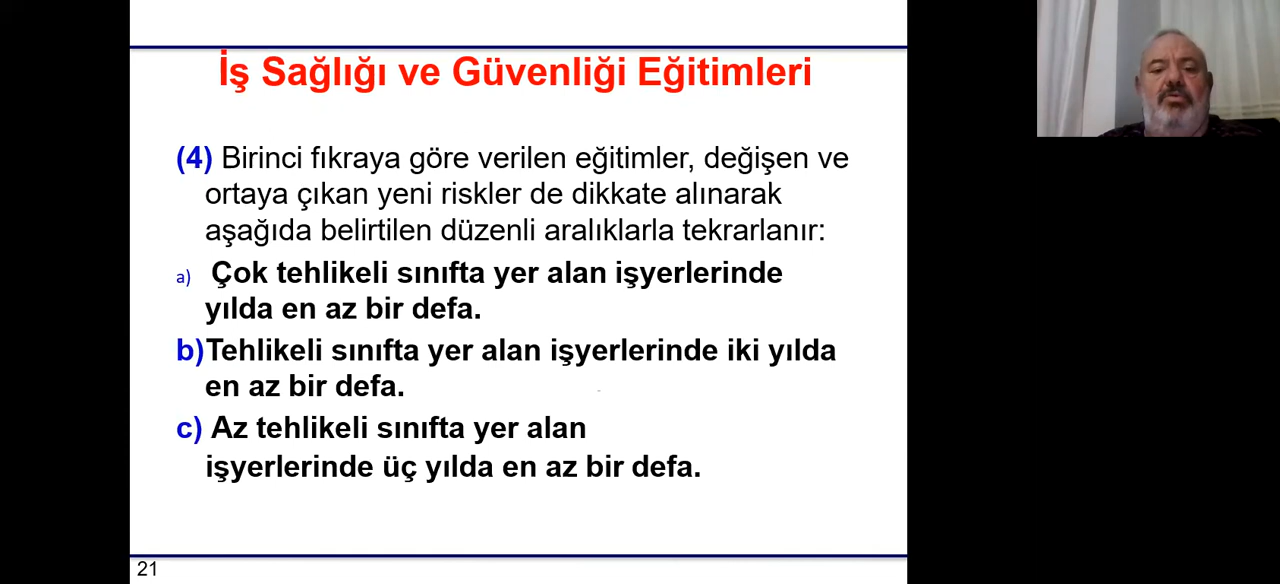 İş Sağlığı ve Güvenliği Eğitimleri
(4) Birinci fıkraya göre verilen eğitimler, değişen ve
ortaya çıkan yeni riskler de dikkate alınarak
aşağıda belirtilen düzenli aralıklarla tekrarlanır:
a) Çok tehlikeli sınıfta yer alan işyerlerinde
yılda en az bir defa.
b)Tehlikeli sınıfta yer alan işyerlerinde iki yılda
en az bir defa.
c) Az tehlikeli sınıfta yer alan
işyerlerinde üç yılda en az bir defa.
21